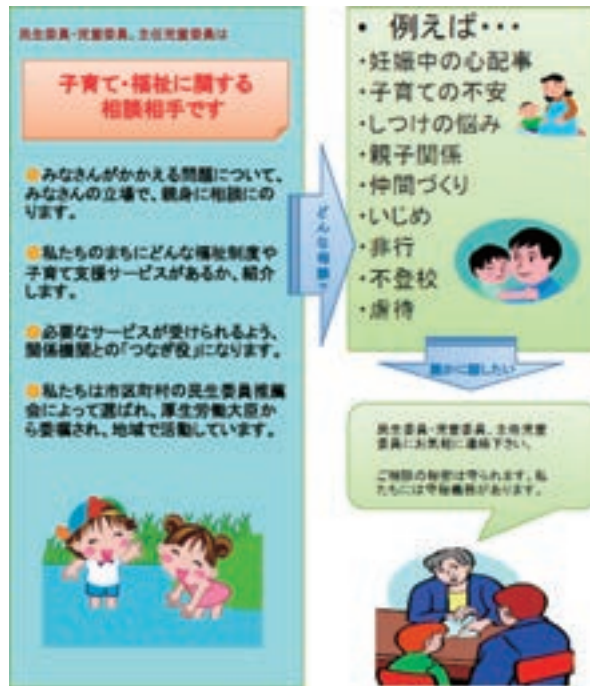 民生委員・児童委員、主任児童委員は
子育て・福祉に関する
相談相手です
●みなさんがかかえる問題について、
みなさんの立場で、親身に相談にの
ります。
●私たちのまちにどんな福祉制度や
子育て支援サービスがあるか、紹介
します。
●必要なサービスが受けられるよう、
関係機関との「つなぎ役」になります。
●私たちは市区町村の民生委員推薦
会によって選ばれ、厚生労働大臣か
ら委嘱され、地域で活動しています。
どんな相談？
・例えば・・・
・妊娠中の心配事
・子育ての不安
・しつけの悩み
・親子関係
・仲間づくり
・いじめ
・非行
・不登校
・虐待
誰かに話したい
民生委員・児童委員、主任児童
委員にお気軽に連絡下さい。
ご相談の秘密は守られます。私
たちには守秘義務があります。